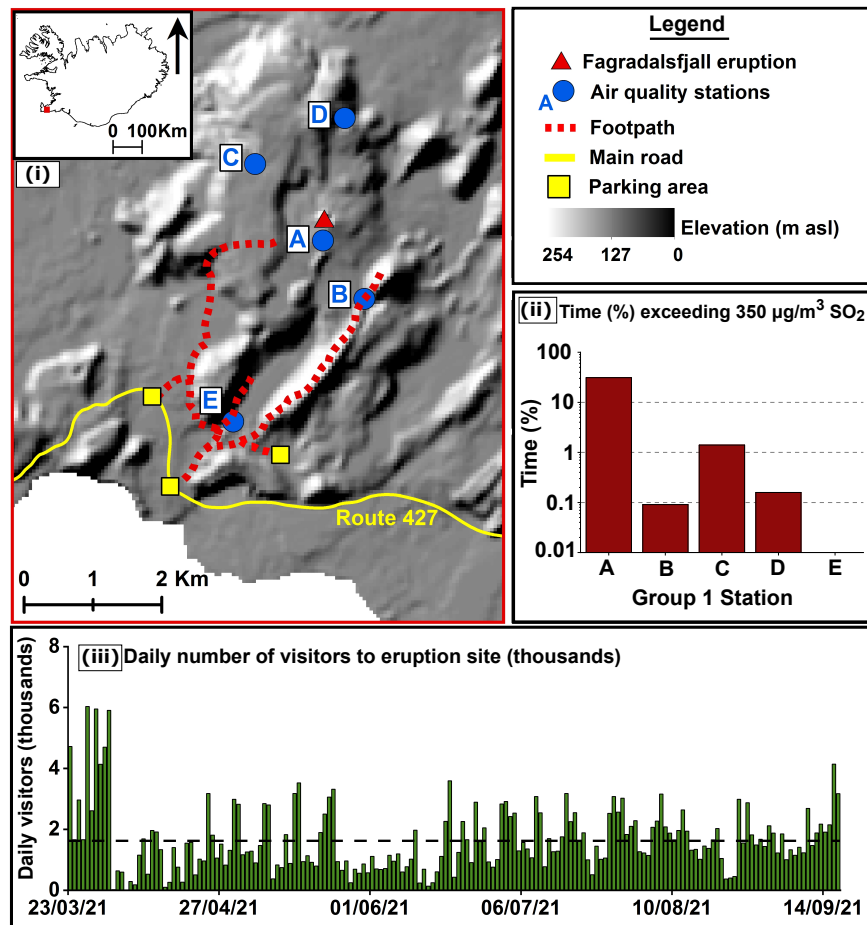 0 100Km
(i)
D
C
A
B
E
Route 427
0 1 2 Km
Legend
Fagradalsfjall eruption
A Air quality stations
Footpath
Main road
Parking area
Elevation (m asl)
254 127 0
(ii) Time (%) exceeding 350 µg/m³ SO₂
Time (%)
100
10
1
0.1
0.01
A B C D E
Group 1 Station
(iii) Daily number of visitors to eruption site (thousands)
Daily visitors (thousands)
8
6
4
2
0
23/03/21 27/04/21 01/06/21 06/07/21 10/08/21 14/09/21